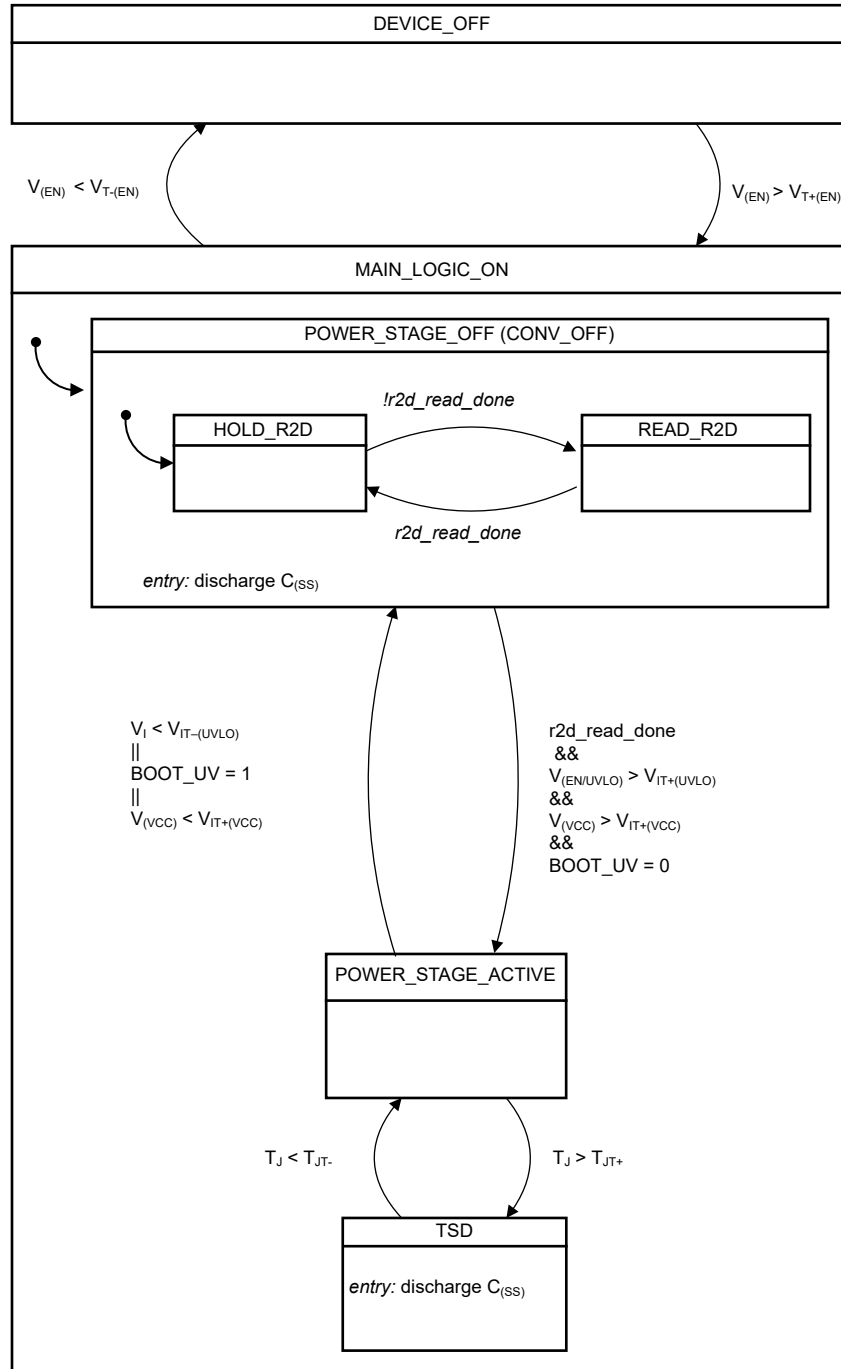 DEVICE_OFF
V(EN) < VT-(EN)
V(EN) > VT+(EN)
MAIN_LOGIC_ON
POWER_STAGE_OFF (CONV_OFF)
!r2d_read_done
HOLD_R2D
READ_R2D
r2d_read_done
entry: discharge C(SS)
VI < VIT–(UVLO)
||
BOOT_UV = 1
||
V(VCC) < VIT+(VCC)
r2d_read_done
&&
V(EN/UVLO) > VIT+(UVLO)
&&
V(VCC) > VIT+(VCC)
&&
BOOT_UV = 0
POWER_STAGE_ACTIVE
TJ < TJT-
TJ > TJT+
TSD
entry: discharge C(SS)